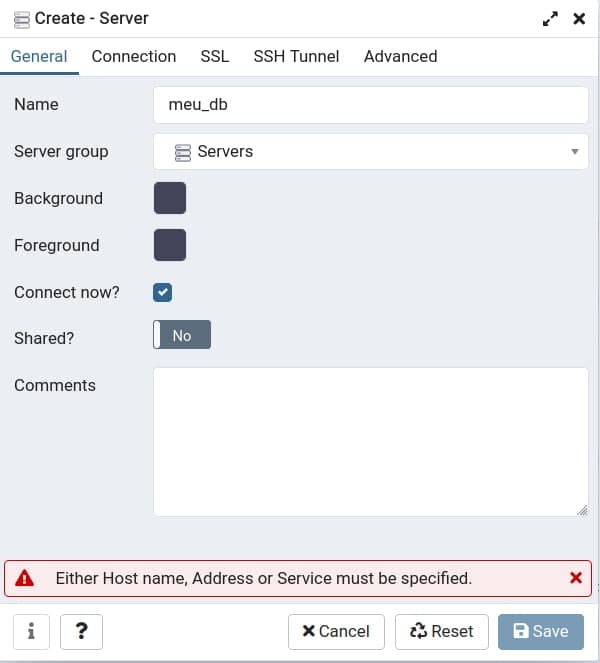 Create - Server
General Connection SSL SSH Tunnel Advanced
Name meu_db
Server group Servers
Background
Foreground
Connect now?
Shared? No
Comments
Either Host name, Address or Service must be specified.
i ? Cancel Reset Save